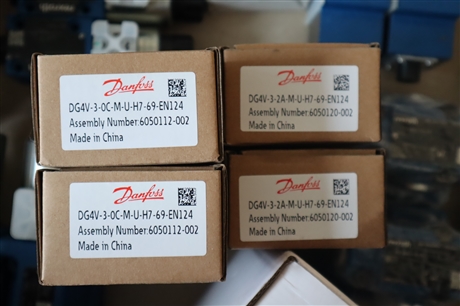 Danfoss
DG4V-3-0C-M-U-H7-69-EN124
Assembly Number:6050112-002
Made in China
Danfoss
DG4V-3-2A-M-U-H7-69-EN124
Assembly Number:6050120-002
Made in China
Danfoss
DG4V-3-0C-M-U-H7-69-EN124
Assembly Number:6050112-002
Made in China
Danfoss
DG4V-3-2A-M-U-H7-69-EN124
Assembly Number:6050120-002
Made in China